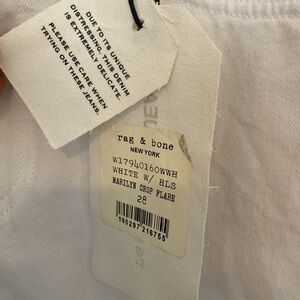 DUE TO ITS UNIQUE
DISTRESSING, THIS DENIM
IS EXTREMELY DELICATE.
PLEASE USE CARE WHEN
TRYING ON THESE JEANS.
rag & bone
NEW YORK
W1794O160WWH
WHITE W/ HLS
MARILYN CROP FLARE
28
190297216755